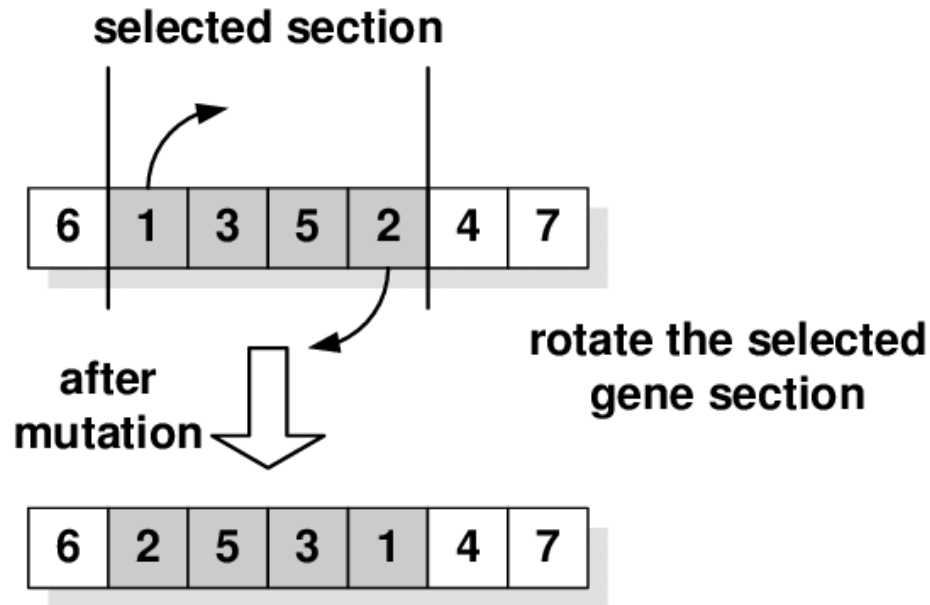 selected section
6 1 3 5 2 4 7
rotate the selected
gene section
after
mutation
6 2 5 3 1 4 7